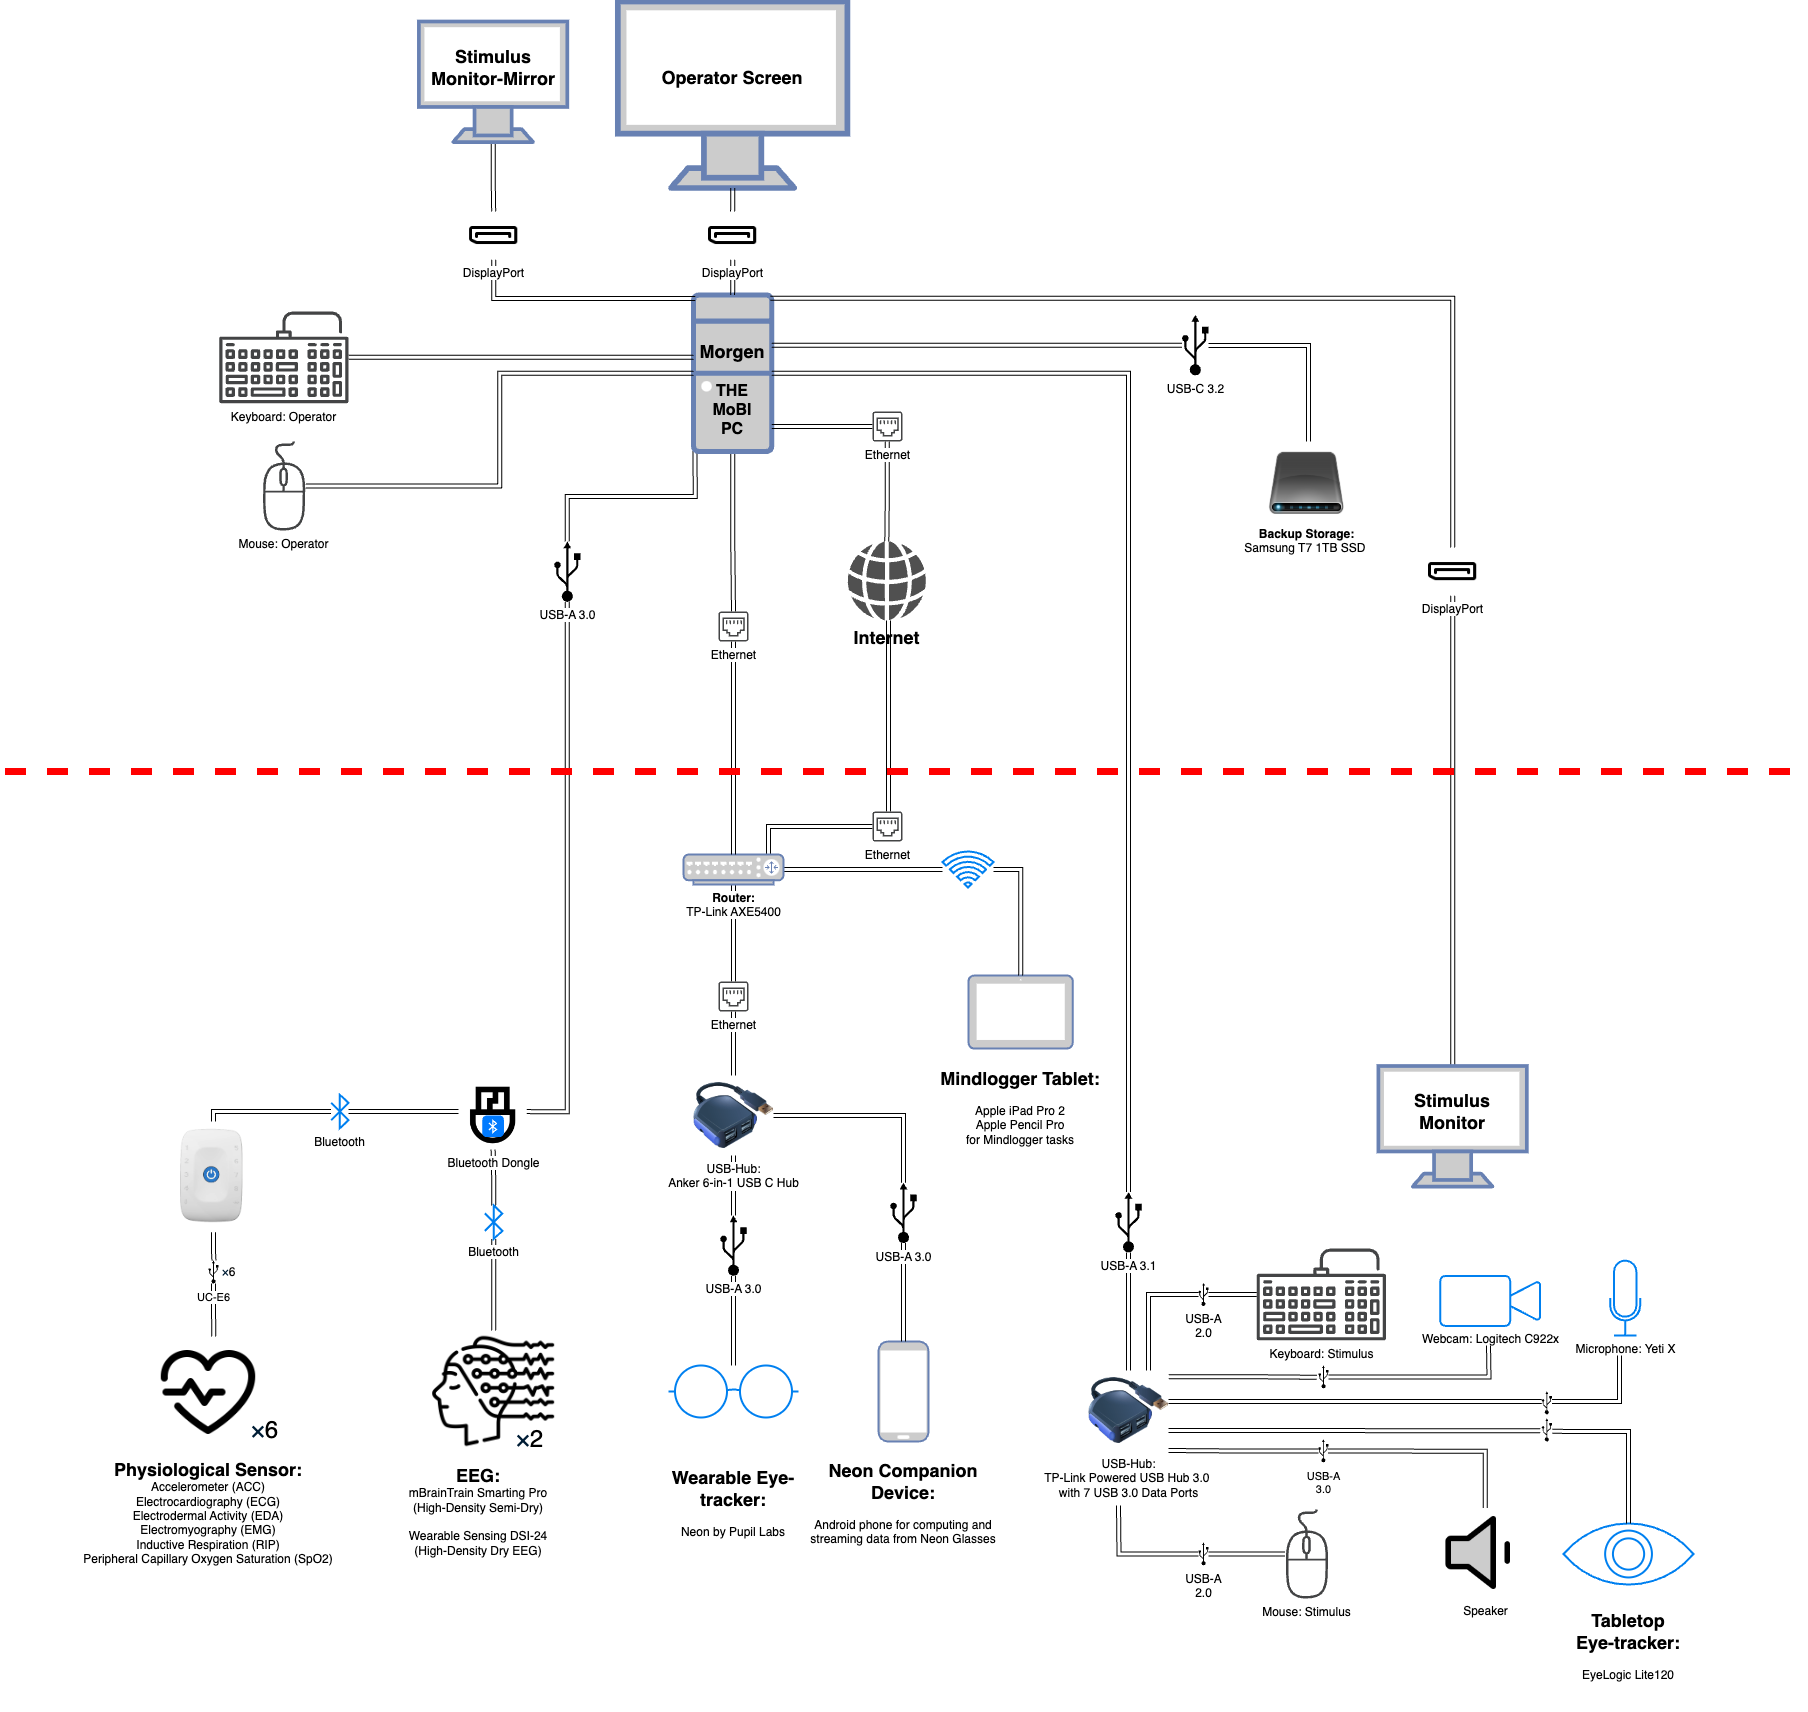 Stimulus
Monitor-Mirror
Operator Screen
DisplayPort
DisplayPort
Morgen
THE
MoBI
PC
Keyboard: Operator
Mouse: Operator
USB-C 3.2
Ethernet
Backup Storage:
Samsung T7 1TB SSD
DisplayPort
USB-A 3.0
Ethernet
Internet
Ethernet
Router:
TP-Link AXE5400
Ethernet
Mindlogger Tablet:
Apple iPad Pro 2
Apple Pencil Pro
for Mindlogger tasks
Stimulus
Monitor
Bluetooth
Bluetooth Dongle
Bluetooth
USB-Hub:
Anker 6-in-1 USB C Hub
USB-A 3.0
USB-A 3.0
USB-A 3.1
×6
UC-E6
USB-A
2.0
Keyboard: Stimulus
Webcam: Logitech C922x
Microphone: Yeti X
×6
×2
Physiological Sensor:
Accelerometer (ACC)
Electrocardiography (ECG)
Electrodermal Activity (EDA)
Electromyography (EMG)
Inductive Respiration (RIP)
Peripheral Capillary Oxygen Saturation (SpO2)
EEG:
mBrainTrain Smarting Pro
(High-Density Semi-Dry)
Wearable Sensing DSI-24
(High-Density Dry EEG)
Wearable Eye-
tracker:
Neon by Pupil Labs
Neon Companion
Device:
Android phone for computing and
streaming data from Neon Glasses
USB-Hub:
TP-Link Powered USB Hub 3.0
with 7 USB 3.0 Data Ports
USB-A
3.0
USB-A
2.0
Mouse: Stimulus
Speaker
Tabletop
Eye-tracker:
EyeLogic Lite120